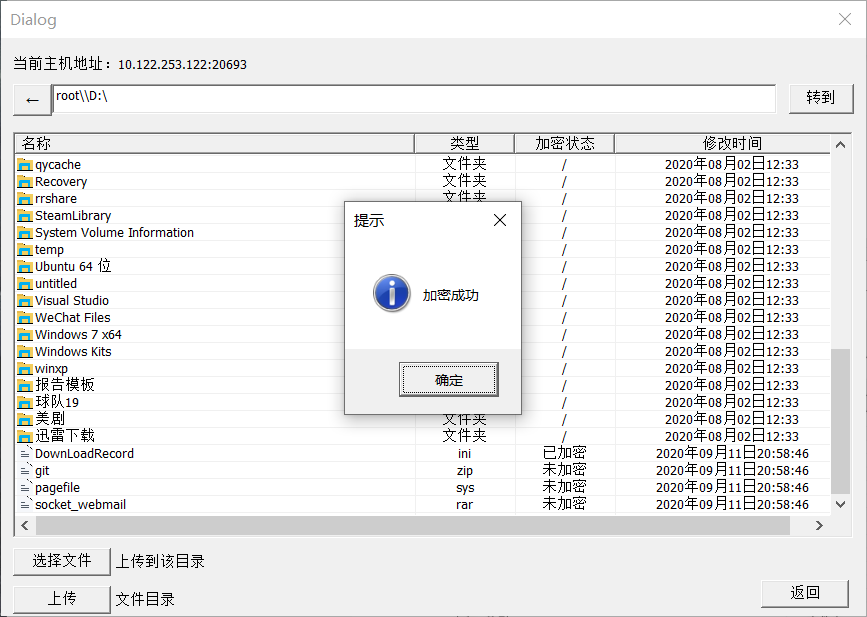 Dialog
当前主机地址：10.122.253.122:20693
← root\\D:\ 转到
名称 类型 加密状态 修改时间
qycache 文件夹 / 2020年08月02日12:33
Recovery 文件夹 / 2020年08月02日12:33
rrshare 文件夹 / 2020年08月02日12:33
SteamLibrary / 2020年08月02日12:33
System Volume Information / 2020年08月02日12:33
temp / 2020年08月02日12:33
Ubuntu 64 位 / 2020年08月02日12:33
untitled / 2020年08月02日12:33
Visual Studio / 2020年08月02日12:33
WeChat Files / 2020年08月02日12:33
Windows 7 x64 / 2020年08月02日12:33
Windows Kits / 2020年08月02日12:33
winxp / 2020年08月02日12:33
报告模板 / 2020年08月02日12:33
球队19 / 2020年08月02日12:33
美剧 文件夹 / 2020年08月02日12:33
迅雷下载 文件夹 / 2020年08月02日12:33
DownLoadRecord ini 已加密 2020年09月11日20:58:46
git zip 未加密 2020年09月11日20:58:46
pagefile sys 未加密 2020年09月11日20:58:46
socket_webmail rar 未加密 2020年09月11日20:58:46
提示
加密成功
确定
选择文件 上传到该目录
上传 文件目录
返回